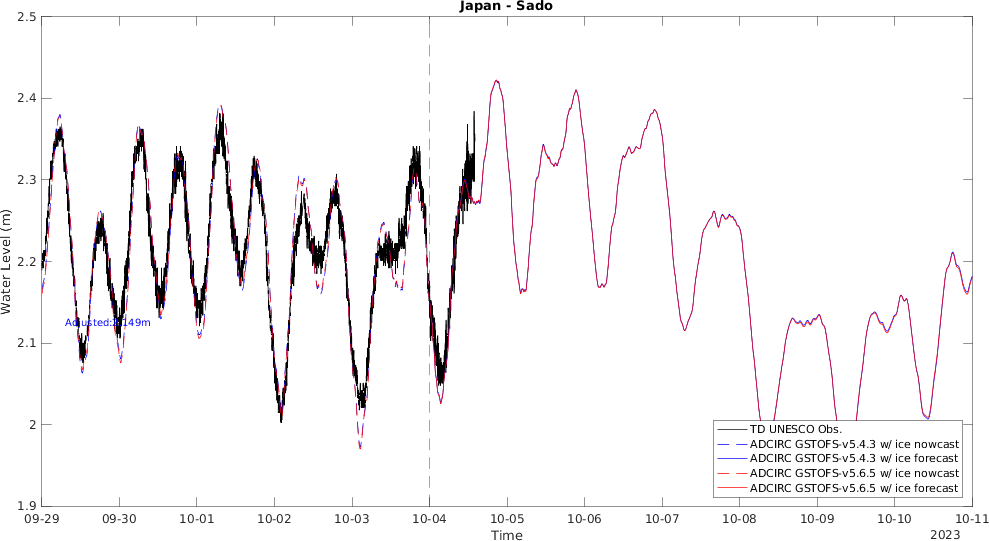 Japan - Sado
2.5
2.4
2.3
2.2
2.1
2
1.9
Water Level (m)
09-29 09-30 10-01 10-02 10-03 10-04 10-05 10-06 10-07 10-08 10-09 10-10 10-11
Time
2023
TD UNESCO Obs.
ADCIRC GSTOFS-v5.4.3 w/ ice nowcast
ADCIRC GSTOFS-v5.4.3 w/ ice forecast
ADCIRC GSTOFS-v5.6.5 w/ ice nowcast
ADCIRC GSTOFS-v5.6.5 w/ ice forecast